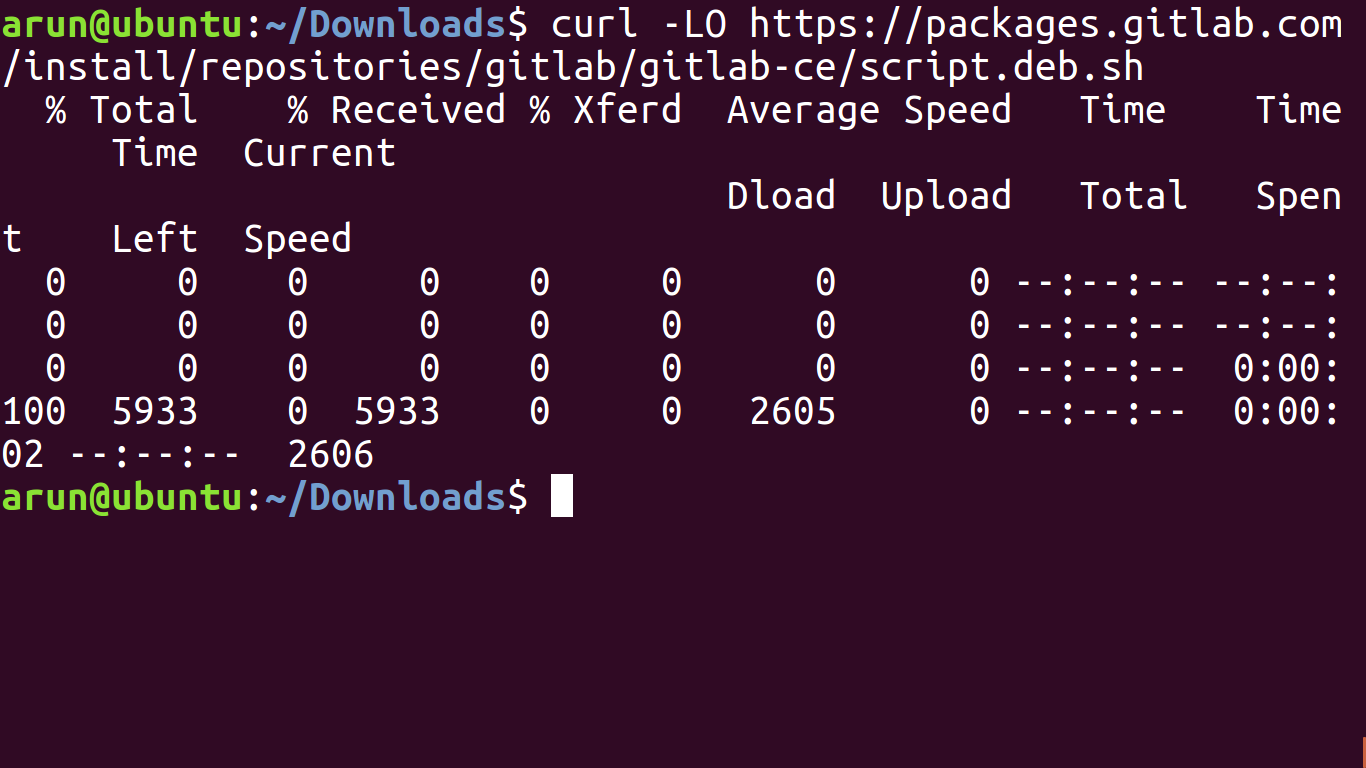 arun@ubuntu:~/Downloads$ curl -LO https://packages.gitlab.com
/install/repositories/gitlab/gitlab-ce/script.deb.sh
  % Total    % Received % Xferd  Average Speed   Time    Time
     Time  Current
                                 Dload  Upload   Total   Spen
t    Left  Speed
  0     0    0     0    0     0      0      0 --:--:-- --:--:
  0     0    0     0    0     0      0      0 --:--:-- --:--:
  0     0    0     0    0     0      0      0 --:--:--  0:00:
100  5933    0  5933    0     0   2605      0 --:--:--  0:00:
02 --:--:--  2606
arun@ubuntu:~/Downloads$